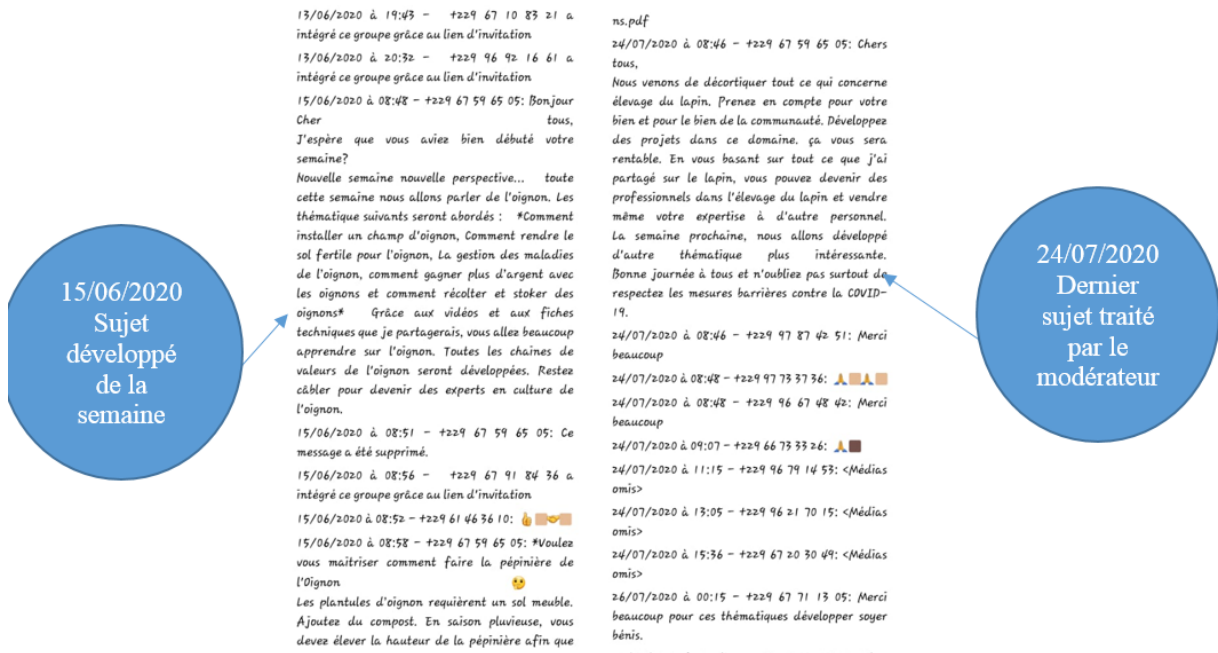 15/06/2020
Sujet
développé
de la
semaine
13/06/2020 à 19:43 - +229 67 10 83 21 a
intégré ce groupe grâce au lien d'invitation
13/06/2020 à 20:32 - +229 96 92 16 61 a
intégré ce groupe grâce au lien d'invitation
15/06/2020 à 08:48 - +229 67 59 65 05: Bonjour
Cher tous,
J'espère que vous aviez bien débuté votre
semaine?
Nouvelle semaine nouvelle perspective... toute
cette semaine nous allons parler de l'oignon. Les
thématique suivants seront abordés : *Comment
installer un champ d'oignon, Comment rendre le
sol fertile pour l'oignon, La gestion des maladies
de l'oignon, comment gagner plus d'argent avec
les oignons et comment récolter et stoker des
oignons* Grâce aux vidéos et aux fiches
techniques que je partagerais, vous allez beaucoup
apprendre sur l'oignon. Toutes les chaines de
valeurs de l'oignon seront développées. Restez
câbler pour devenir des experts en culture de
l'oignon.
15/06/2020 à 08:51 - +229 67 59 65 05: Ce
message a été supprimé.
15/06/2020 à 08:56 - +229 67 91 84 36 a
intégré ce groupe grâce au lien d'invitation
15/06/2020 à 08:52 - +229 61 46 36 10: 👍🏼🤝🏼
15/06/2020 à 08:58 - +229 67 59 65 05: *Voulez
vous maitriser comment faire la pépinière de
l'Oignon 🤔
Les plantules d'oignon requièrent un sol meuble.
Ajoutez du compost. En saison pluvieuse, vous
devez élever la hauteur de la pépinière afin que
ns.pdf
24/07/2020 à 08:46 - +229 67 59 65 05: Chers
tous,
Nous venons de décortiquer tout ce qui concerne
élevage du lapin. Prenez en compte pour votre
bien et pour le bien de la communauté. Développez
des projets dans ce domaine. ça vous sera
rentable. En vous basant sur tout ce que j'ai
partagé sur le lapin, vous pouvez devenir des
professionnels dans l'élevage du lapin et vendre
même votre expertise à d'autre personnel.
La semaine prochaine, nous allons développé
d'autre thématique plus intéressante.
Bonne journée à tous et n'oubliez pas surtout de
respectez les mesures barrières contre la COVID-
19.
24/07/2020 à 08:46 - +229 97 87 42 51: Merci
beaucoup
24/07/2020 à 08:48 - +229 97 73 37 36: 🙏🏼🙏🏼
24/07/2020 à 08:48 - +229 96 67 48 42: Merci
beaucoup
24/07/2020 à 09:07 - +229 66 73 33 26: 🙏🏿
24/07/2020 à 11:15 - +229 96 79 14 53: <Médias
omis>
24/07/2020 à 13:05 - +229 96 21 70 15: <Médias
omis>
24/07/2020 à 15:36 - +229 67 20 30 49: <Médias
omis>
26/07/2020 à 00:15 - +229 67 71 13 05: Merci
beaucoup pour ces thématiques développer soyer
bénis.
24/07/2020
Dernier
sujet traité
par le
modérateur